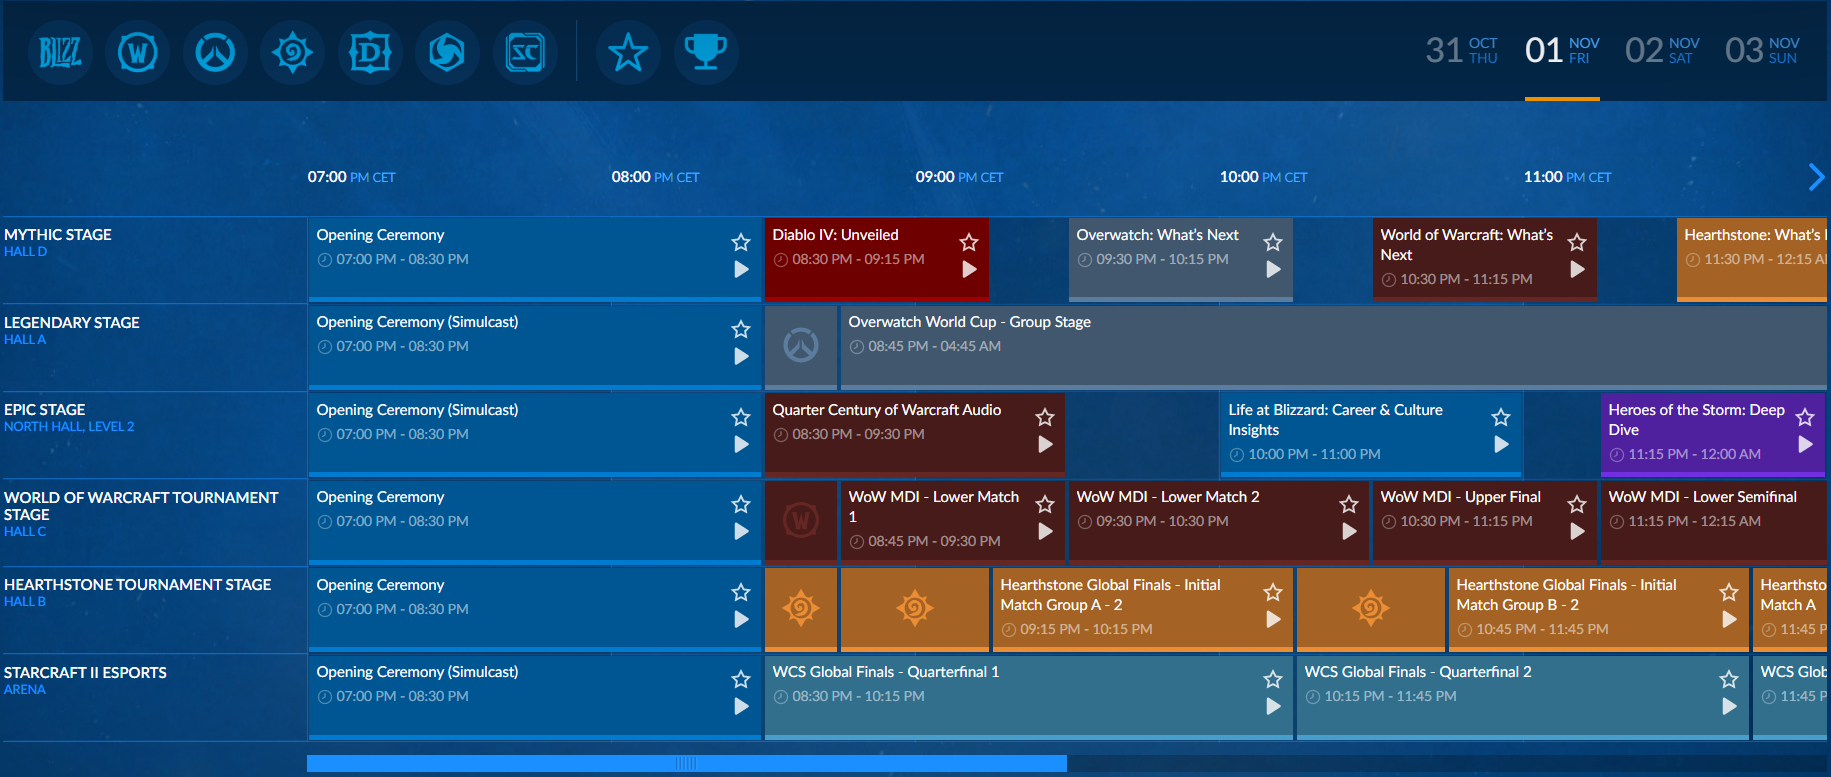 BLIZZ
W
D
SC
31 OCT THU
01 NOV FRI
02 NOV SAT
03 NOV SUN
07:00 PM CET
08:00 PM CET
09:00 PM CET
10:00 PM CET
11:00 PM CET
MYTHIC STAGE
HALL D
Opening Ceremony
07:00 PM - 08:30 PM
Diablo IV: Unveiled
08:30 PM - 09:15 PM
Overwatch: What's Next
09:30 PM - 10:15 PM
World of Warcraft: What's
Next
10:30 PM - 11:15 PM
Hearthstone: What's
11:30 PM - 12:15 A
LEGENDARY STAGE
HALL A
Opening Ceremony (Simulcast)
07:00 PM - 08:30 PM
Overwatch World Cup - Group Stage
08:45 PM - 04:45 AM
EPIC STAGE
NORTH HALL, LEVEL 2
Opening Ceremony (Simulcast)
07:00 PM - 08:30 PM
Quarter Century of Warcraft Audio
08:30 PM - 09:30 PM
Life at Blizzard: Career & Culture
Insights
10:00 PM - 11:00 PM
Heroes of the Storm: Deep
Dive
11:15 PM - 12:00 AM
WORLD OF WARCRAFT TOURNAMENT
STAGE
HALL C
Opening Ceremony
07:00 PM - 08:30 PM
W
WoW MDI - Lower Match
1
08:45 PM - 09:30 PM
WoW MDI - Lower Match 2
09:30 PM - 10:30 PM
WoW MDI - Upper Final
10:30 PM - 11:15 PM
WoW MDI - Lower Semifinal
11:15 PM - 12:15 AM
HEARTHSTONE TOURNAMENT STAGE
HALL B
Opening Ceremony
07:00 PM - 08:30 PM
Hearthstone Global Finals - Initial
Match Group A - 2
09:15 PM - 10:15 PM
Hearthstone Global Finals - Initial
Match Group B - 2
10:45 PM - 11:45 PM
Hearthsto
Match A
11:45 P
STARCRAFT II ESPORTS
ARENA
Opening Ceremony (Simulcast)
07:00 PM - 08:30 PM
WCS Global Finals - Quarterfinal 1
08:30 PM - 10:15 PM
WCS Global Finals - Quarterfinal 2
10:15 PM - 11:45 PM
WCS Glob
11:45 P